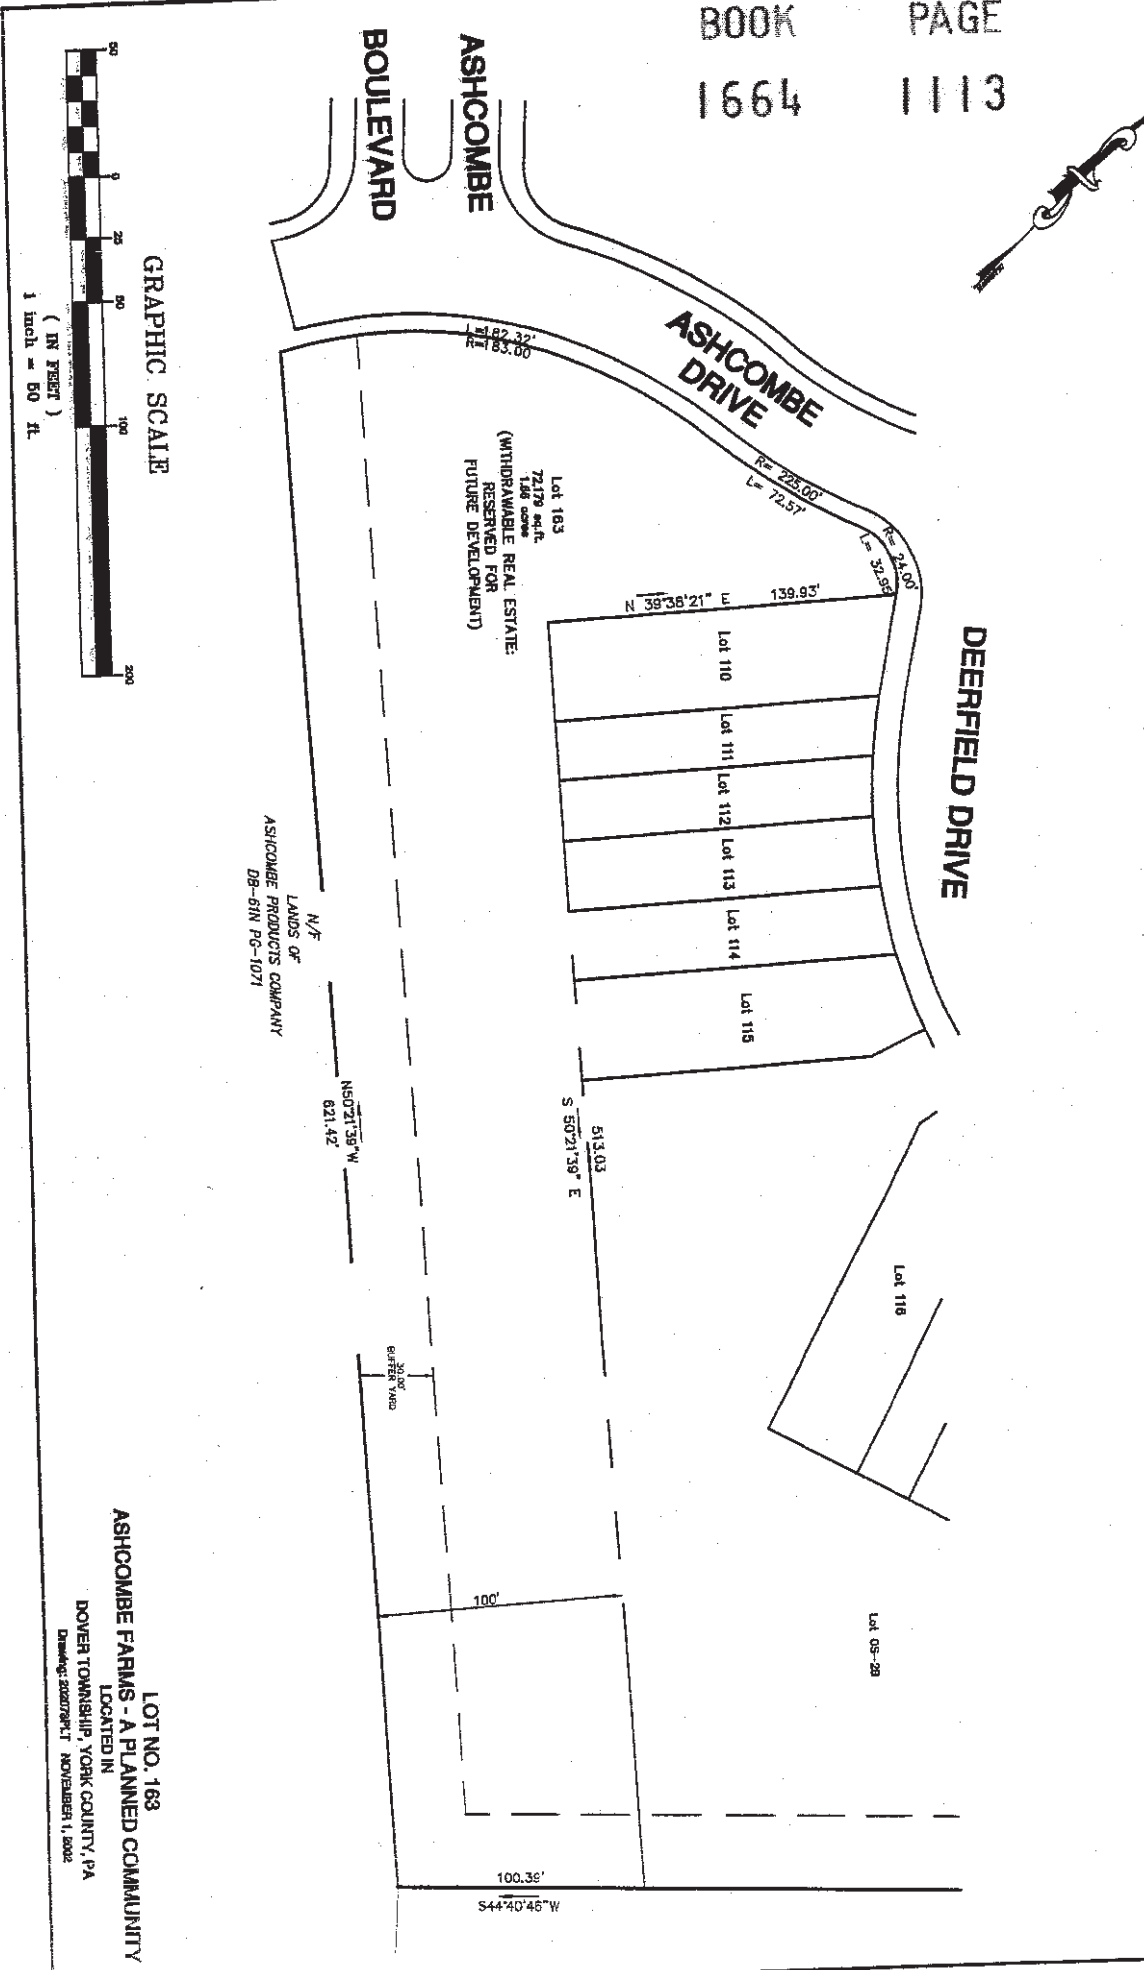 BOOK PAGE
1664 1113
ASHCOMBE
BOULEVARD
ASHCOMBE
DRIVE
DEERFIELD DRIVE
GRAPHIC SCALE
50 0 25 50 100 200
( IN FEET )
1 inch = 50 ft.
L=182.32'
R=183.00
R= 225.00'
L= 72.57'
R= 24.00'
L= 32.96
Lot 163
72,179 sq.ft.
1.66 acres
(WITHDRAWABLE REAL ESTATE:
RESERVED FOR
FUTURE DEVELOPMENT)
N 39°38'21" E 139.93'
Lot 110
Lot 111
Lot 112
Lot 113
Lot 114
Lot 115
Lot 116
Lot OS-2B
513.03
S 50°21'39" E
N/F
LANDS OF
ASHCOMBE PRODUCTS COMPANY
DB-61N PG-1071
N50°21'39"W
621.42'
30.00'
BUFFER YARD
100'
100.39'
S44°40'46"W
LOT NO. 163
ASHCOMBE FARMS - A PLANNED COMMUNITY
LOCATED IN
DOVER TOWNSHIP, YORK COUNTY, PA
Drawing: 202078PLT NOVEMBER 1, 2002